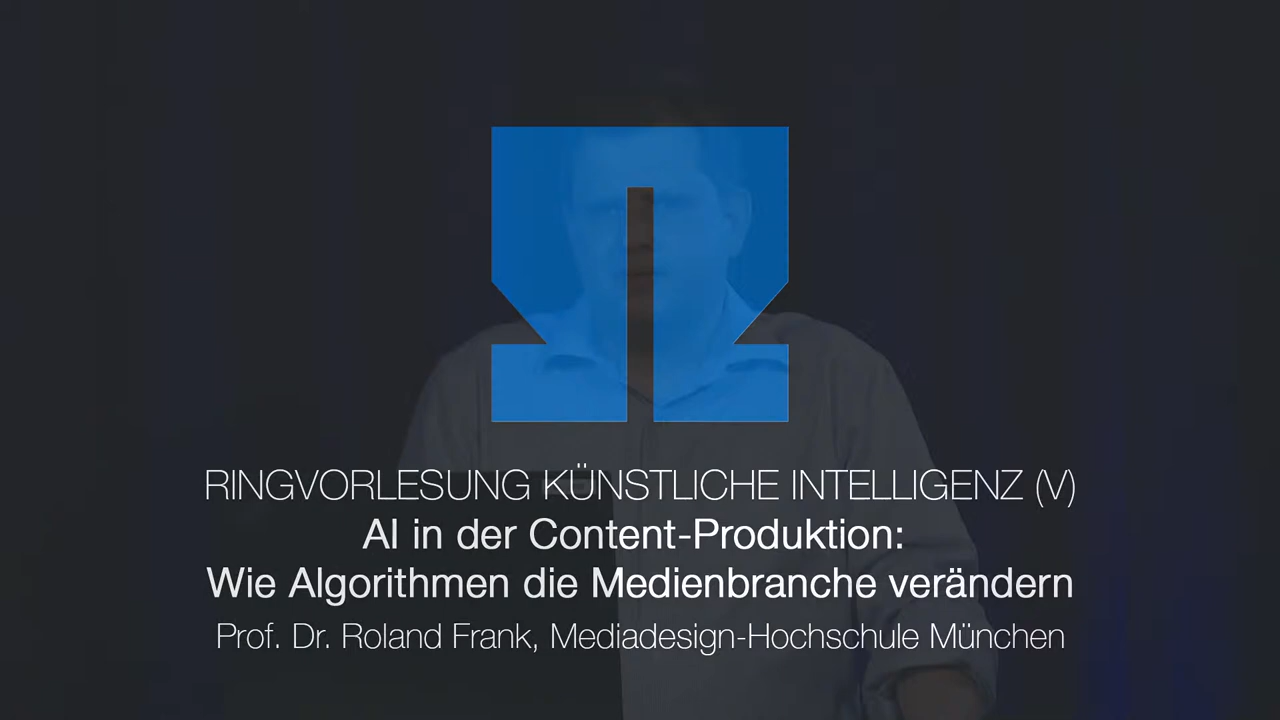 RINGVORLESUNG KÜNSTLICHE INTELLIGENZ (V)
AI in der Content-Produktion:
Wie Algorithmen die Medienbranche verändern
Prof. Dr. Roland Frank, Mediadesign-Hochschule München